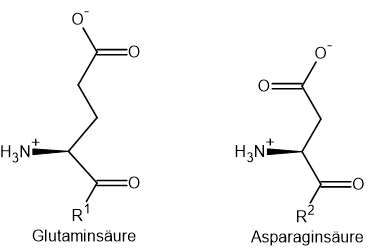 O⁻ O⁻
O O
H₃N⁺ H₃N⁺
O O
R¹ R²
Glutaminsäure Asparaginsäure